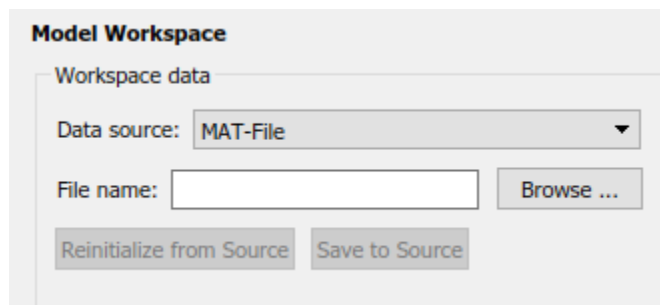 Model Workspace
Workspace data
Data source: MAT-File
File name: Browse ...
Reinitialize from Source Save to Source